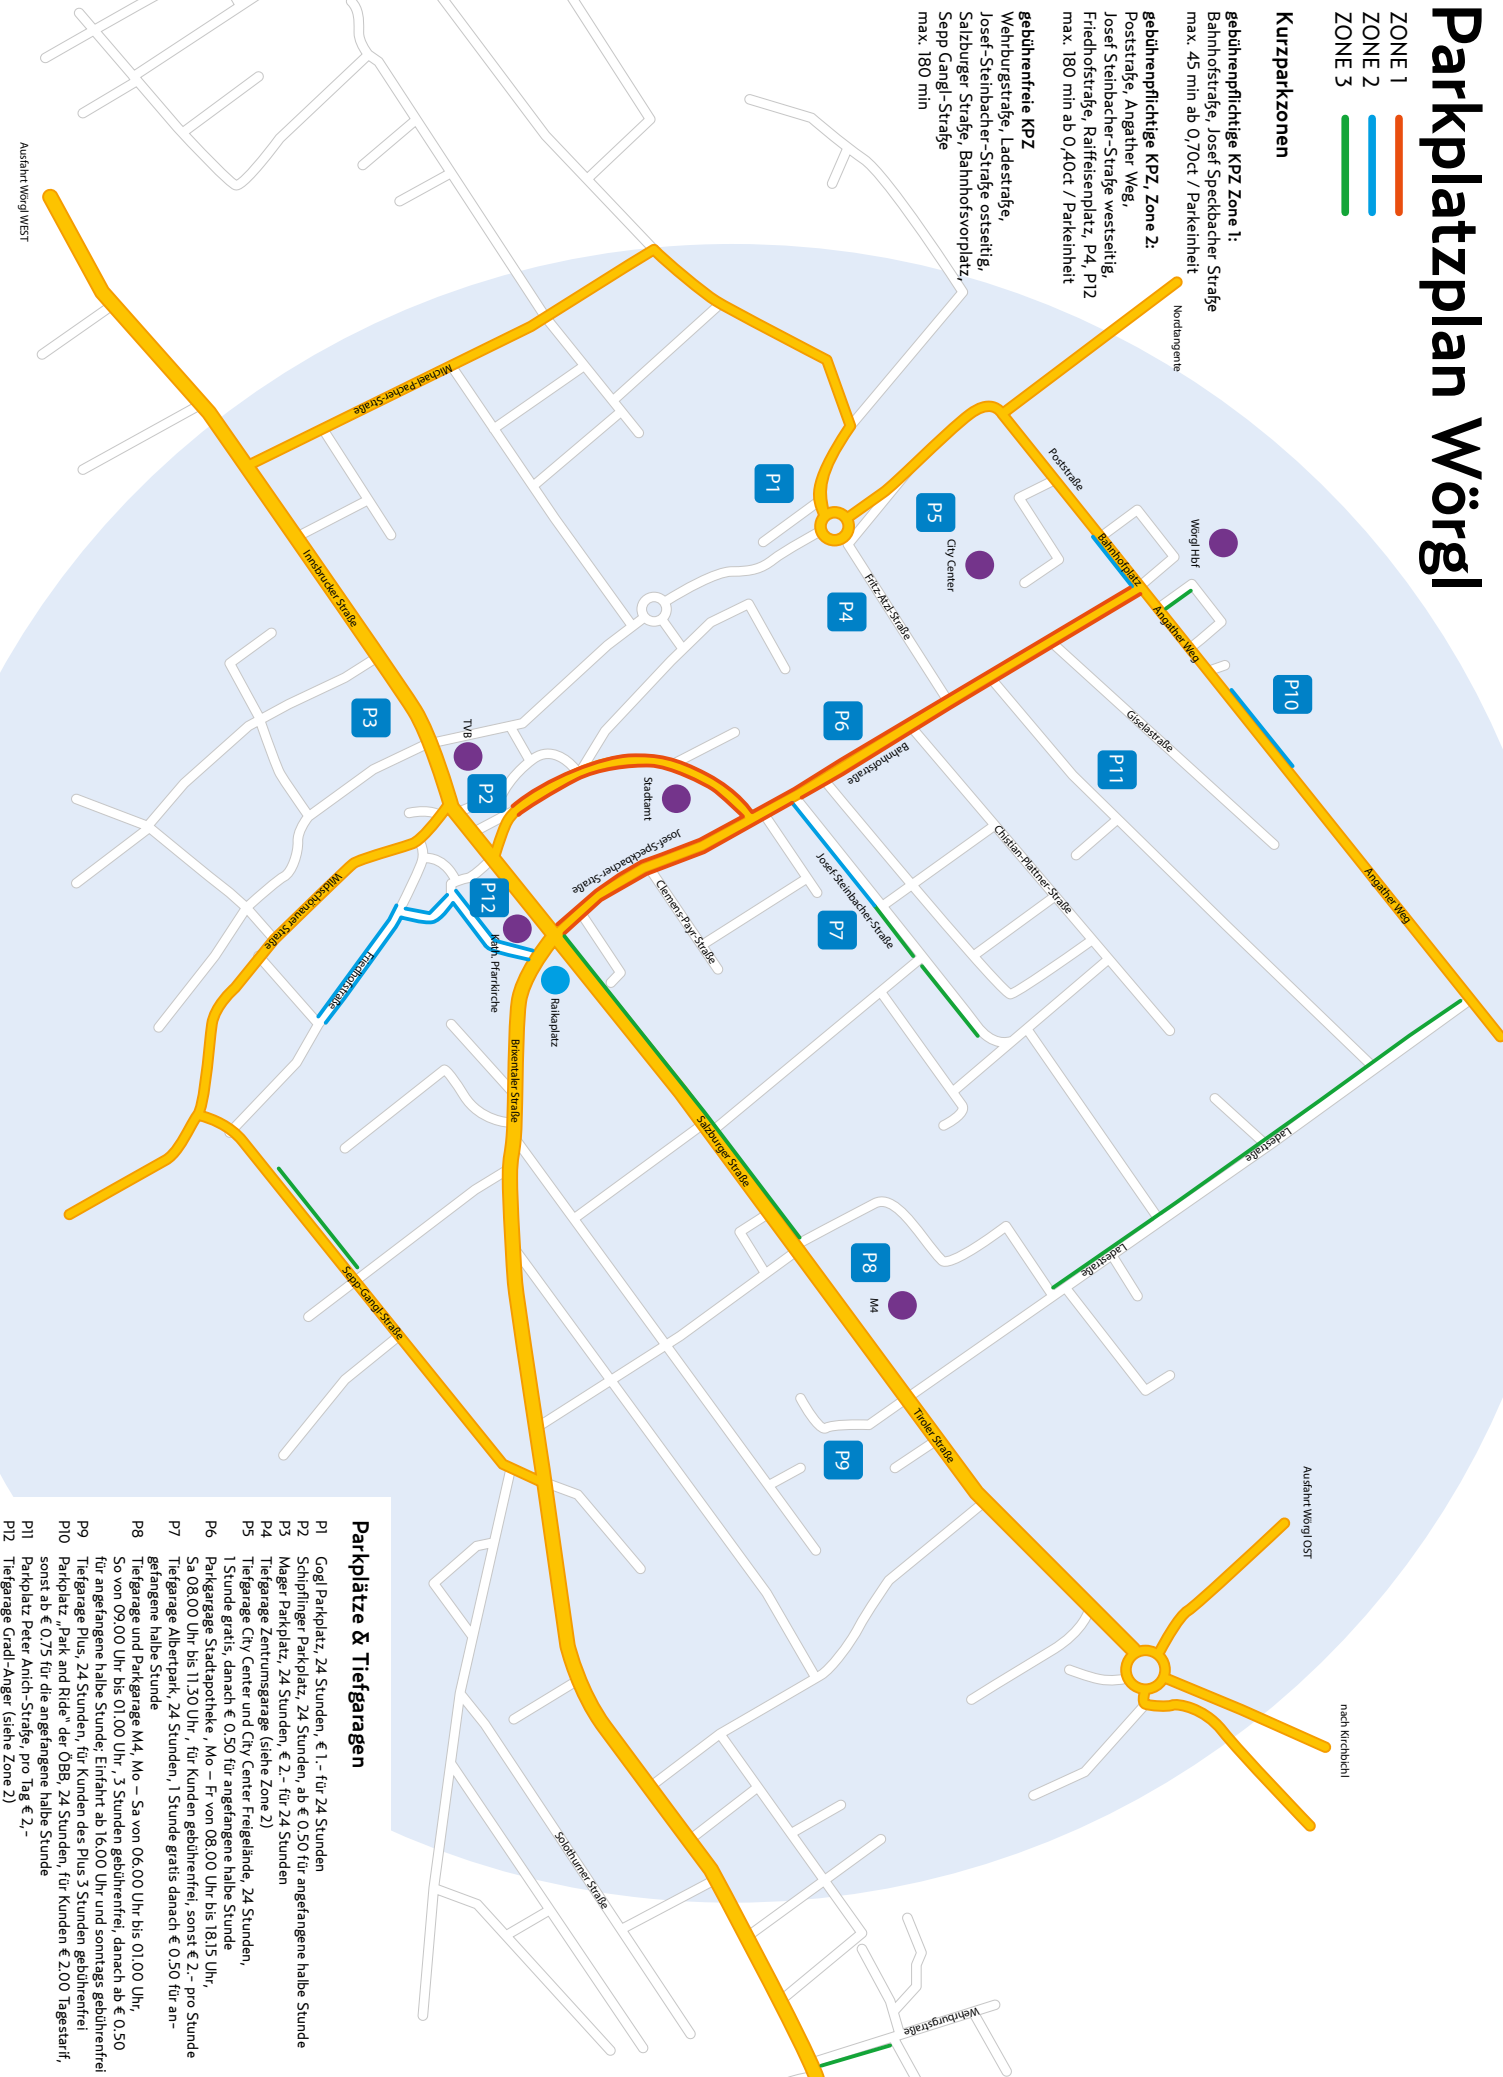 Parkplatzplan Wörgl
ZONE 1
ZONE 2
ZONE 3
Kurzparkzonen
gebührenpflichtige KPZ Zone 1:
Bahnhofstraße, Josef Speckbacher Straße
max. 45 min ab 0,70ct / Parkeinheit
gebührenpflichtige KPZ, Zone 2:
Poststraße, Angather Weg,
Josef Steinbacher-Straße westseitig,
Friedhofstraße, Raiffeisenplatz, P4, P12
max. 180 min ab 0,40ct / Parkeinheit
gebührenfreie KPZ
Wehrburgstraße, Ladestraße,
Josef-Steinbacher-Straße ostseitig,
Salzburger Straße, Bahnhofsvorplatz,
Sepp Gangl-Straße
max. 180 min
Nordtangente
Poststraße
Wörgl Hbf
Bahnhofplatz
Angather Weg
P10
Giselastraße
P11
Angather Weg
P5
City Center
P1
P4
Fritz-Atzl-Straße
P6
Bahnhofstraße
Chistian-Plattner-Straße
Josef-Steinbacher-Straße
P7
Stadtamt
Josef-Speckbacher-Straße
Clemens-Payr-Straße
Michael-Pacher-Straße
Ausfahrt Wörgl WEST
Innsbrucker Straße
P3
TVB
P2
P12
Kath. Pfarrkirche
Raikaplatz
Wildschönauer Straße
Friedhofstraße
Brixentaler Straße
Salzburger Straße
Ladestraße
Ladestraße
P8
M4
Sepp-Gangl-Straße
Tiroler Straße
P9
Ausfahrt Wörgl OST
nach Kirchbichl
Solothurner Straße
Wehrburgstraße
Parkplätze & Tiefgaragen
P1 Gogl Parkplatz, 24 Stunden, € 1.- für 24 Stunden
P2 Schipflinger Parkplatz, 24 Stunden, ab € 0.50 für angefangene halbe Stunde
P3 Mager Parkplatz, 24 Stunden, € 2.- für 24 Stunden
P4 Tiefgarage Zentrumsgarage (siehe Zone 2)
P5 Tiefgarage City Center und City Center Freigelände, 24 Stunden,
1 Stunde gratis, danach € 0.50 für angefangene halbe Stunde
P6 Parkgargage Stadtapotheke , Mo – Fr von 08.00 Uhr bis 18.15 Uhr,
Sa 08.00 Uhr bis 11.30 Uhr , für Kunden gebührenfrei, sonst € 2.- pro Stunde
P7 Tiefgarage Albertpark, 24 Stunden, 1 Stunde gratis danach € 0.50 für an-
gefangene halbe Stunde
P8 Tiefgarage und Parkgarage M4, Mo – Sa von 06.00 Uhr bis 01.00 Uhr,
So von 09.00 Uhr bis 01.00 Uhr , 3 Stunden gebührenfrei, danach ab € 0.50
für angefangene halbe Stunde; Einfahrt ab 16.00 Uhr und sonntags gebührenfrei
P9 Tiefgarage Plus, 24 Stunden, für Kunden des Plus 3 Stunden gebührenfrei
P10 Parkplatz „Park and Ride" der ÖBB, 24 Stunden, für Kunden € 2.00 Tagestarif,
sonst ab € 0.75 für die angefangene halbe Stunde
P11 Parkplatz Peter Anich-Straße, pro Tag € 2,-
P12 Tiefgarage Gradl-Anger (siehe Zone 2)